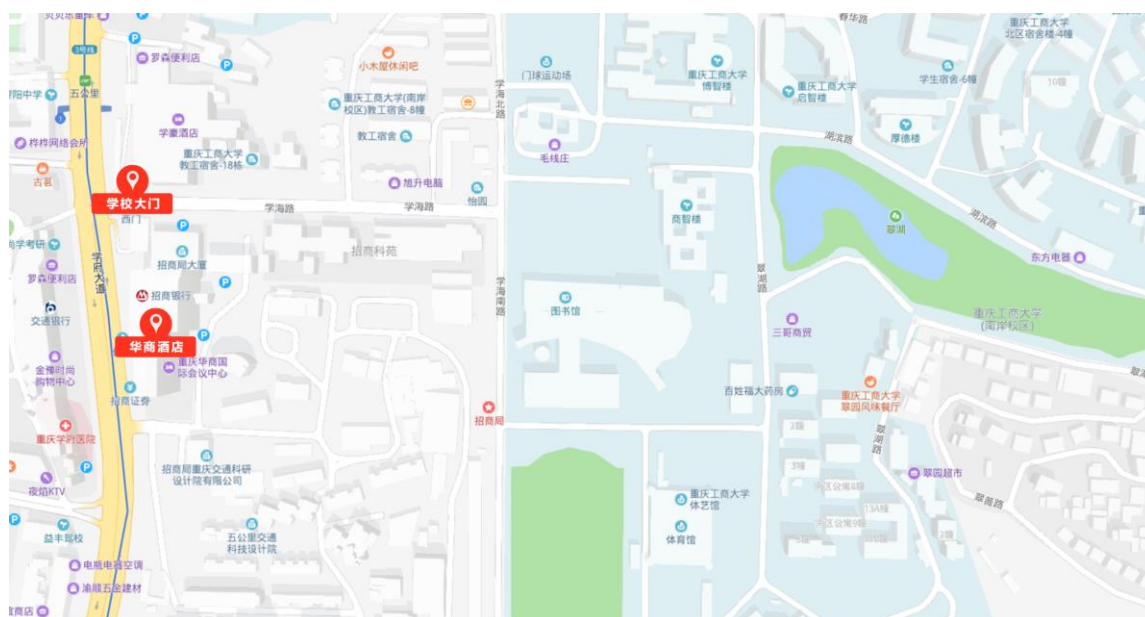 3号线
罗森便利店
五公里
学豪酒店
桦桦网络会所
古茗
重庆工商大学
教工宿舍-18栋
学校大门
西门
小木屋休闲吧
重庆工商大学(南岸
校区)教工宿舍-8幢
教工宿舍
旭升电脑
怡园
学海路
学海路
学海北路
门球运动场
毛线庄
重庆工商大学
博智楼
重庆工商大学
启智楼
春华路
重庆工商大学
北区宿舍楼-4幢
学生宿舍-6幢
10幢
厚德楼
湖滨路
湖滨路
翠湖
东方电器
商智楼
翠湖路
招商科苑
招商局大厦
招商银行
华商酒店
重庆华商国
际会议中心
招商证券
学府大道
罗森便利店
交通银行
金豫时尚
购物中心
重庆学府医院
夜焰KTV
益丰驾校
电瓶电器空调
渝顺五金建材
招商局重庆交通科研
设计院有限公司
五公里交通
科技设计院
学海南路
招商局
图书馆
三哥商贸
百姓福大药房
重庆工商大学
(南岸校区)
重庆工商大学
翠园风味餐厅
翠湖路
翠园超市
翠茵路
重庆工商大学
体艺馆
体育馆
13A幢